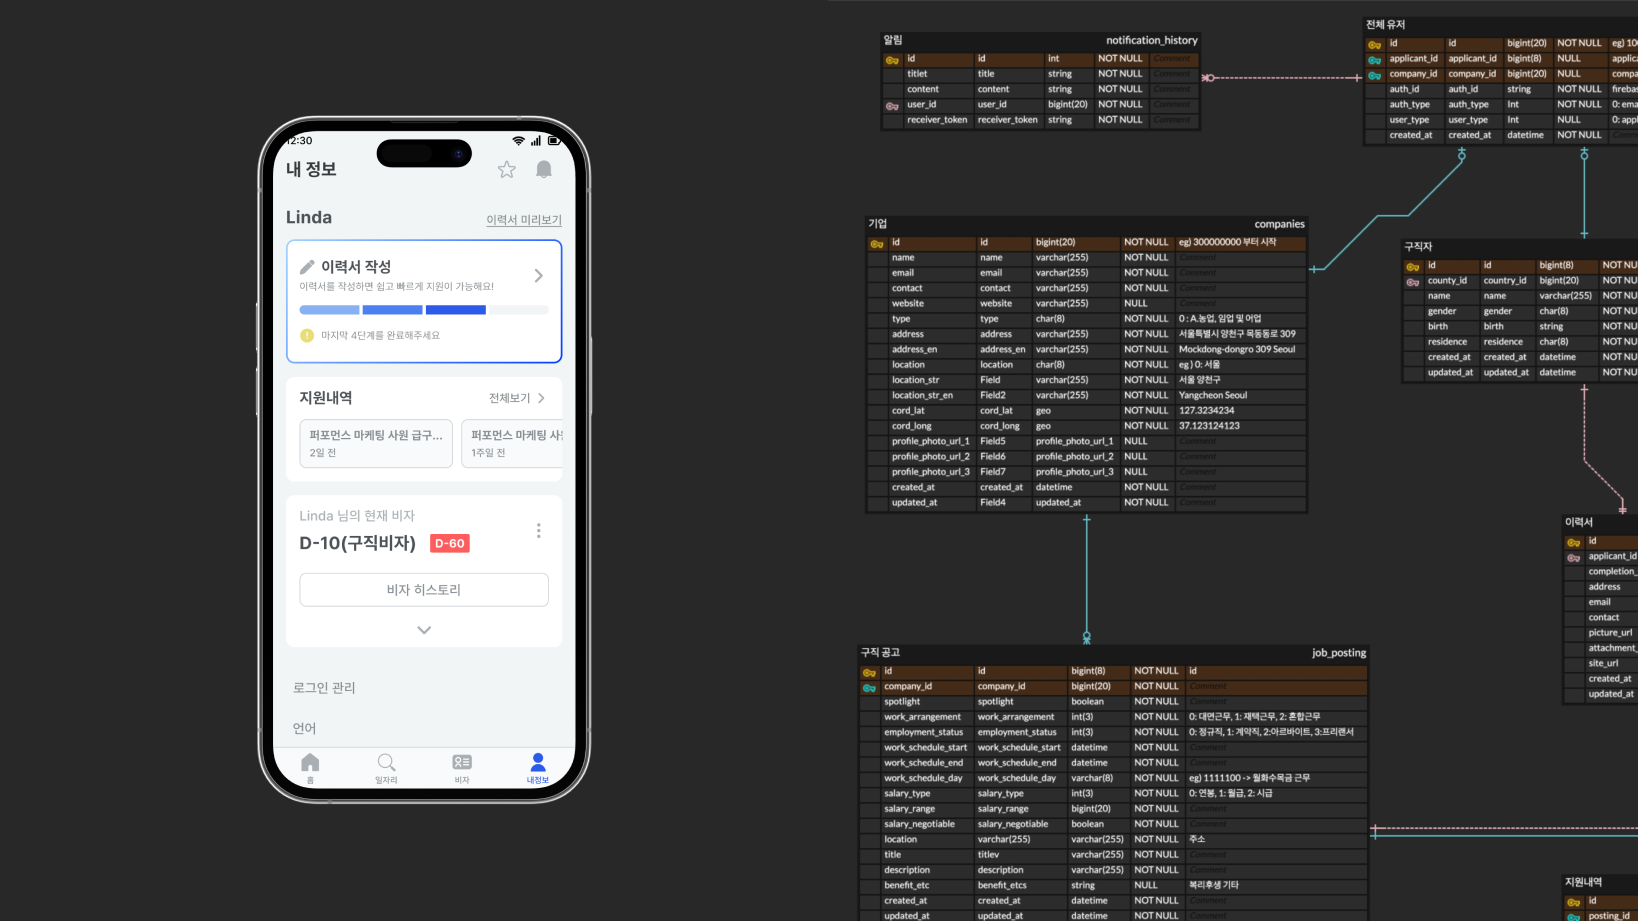 12:30
내 정보
Linda
이력서 미리보기
이력서 작성
이력서를 작성하면 쉽고 빠르게 지원이 가능해요!
마지막 4단계를 완료해주세요
지원내역
전체보기
퍼포먼스 마케팅 사원 급구...
2일 전
퍼포먼스 마케팅 사원
1주일 전
Linda 님의 현재 비자
D-10(구직비자) D-60
비자 히스토리
로그인 관리
언어
홈 일자리 비자 내정보
알림 notification_history
id id int NOT NULL Comment
titlet title string NOT NULL Comment
content content string NOT NULL Comment
user_id user_id bigint(20) NOT NULL Comment
receiver_token receiver_token string NOT NULL Comment
전체 유저
id id bigint(20) NOT NULL eg) 10
applicant_id applicant_id bigint(8) NULL applica
company_id company_id bigint(20) NULL compa
auth_id auth_id string NOT NULL firebas
auth_type auth_type Int NOT NULL 0: ema
user_type user_type Int NULL 0: appl
created_at created_at datetime NOT NULL Comm
기업 companies
id id bigint(20) NOT NULL eg) 300000000 부터 시작
name name varchar(255) NOT NULL Comment
email email varchar(255) NOT NULL Comment
contact contact varchar(255) NOT NULL Comment
website website varchar(255) NULL Comment
type type char(8) NOT NULL 0 : A.농업, 임업 및 어업
address address varchar(255) NOT NULL 서울특별시 양천구 목동동로 309
address_en address_en varchar(255) NOT NULL Mockdong-dongro 309 Seoul
location location char(8) NOT NULL eg) 0: 서울
location_str Field varchar(255) NOT NULL 서울 양천구
location_str_en Field2 varchar(255) NOT NULL Yangcheon Seoul
cord_lat cord_lat geo NOT NULL 127.3234234
cord_long cord_long geo NOT NULL 37.123124123
profile_photo_url_1 Field5 profile_photo_url_1 NULL Comment
profile_photo_url_2 Field6 profile_photo_url_2 NULL Comment
profile_photo_url_3 Field7 profile_photo_url_3 NULL Comment
created_at created_at datetime NOT NULL Comment
updated_at Field4 updated_at NOT NULL Comment
구직자
id id bigint(8) NOT NU
county_id country_id bigint(20) NOT NU
name name varchar(255) NOT NU
gender gender char(8) NOT NU
birth birth string NOT NU
residence residence char(8) NOT NU
created_at created_at datetime NOT NU
updated_at updated_at datetime NOT NU
이력서
id
applicant_id
completion_
address
email
contact
picture_url
attachment_
site_url
created_at
updated_at
구직 공고 job_posting
id id bigint(8) NOT NULL id
company_id company_id bigint(20) NOT NULL Comment
spotlight spotlight boolean NOT NULL Comment
work_arrangement work_arrangement int(3) NOT NULL 0: 대면근무, 1: 재택근무, 2: 혼합근무
employment_status employment_status int(3) NOT NULL 0: 정규직, 1: 계약직, 2:아르바이트, 3:프리랜서
work_schedule_start work_schedule_start datetime NOT NULL Comment
work_schedule_end work_schedule_end datetime NOT NULL Comment
work_schedule_day work_schedule_day varchar(8) NOT NULL eg) 1111100 -> 월화수목금 근무
salary_type salary_type int(3) NOT NULL 0: 연봉, 1: 월급, 2: 시급
salary_range salary_range bigint(20) NOT NULL Comment
salary_negotiable salary_negotiable boolean NOT NULL Comment
location varchar(255) varchar(255) NOT NULL 주소
title titlev varchar(255) NOT NULL Comment
description description varchar(255) NOT NULL Comment
benefit_etc benefit_etcs string NULL 복리후생 기타
created_at created_at datetime NOT NULL Comment
updated_at updated_at datetime NOT NULL Comment
지원내역
id
posting_id